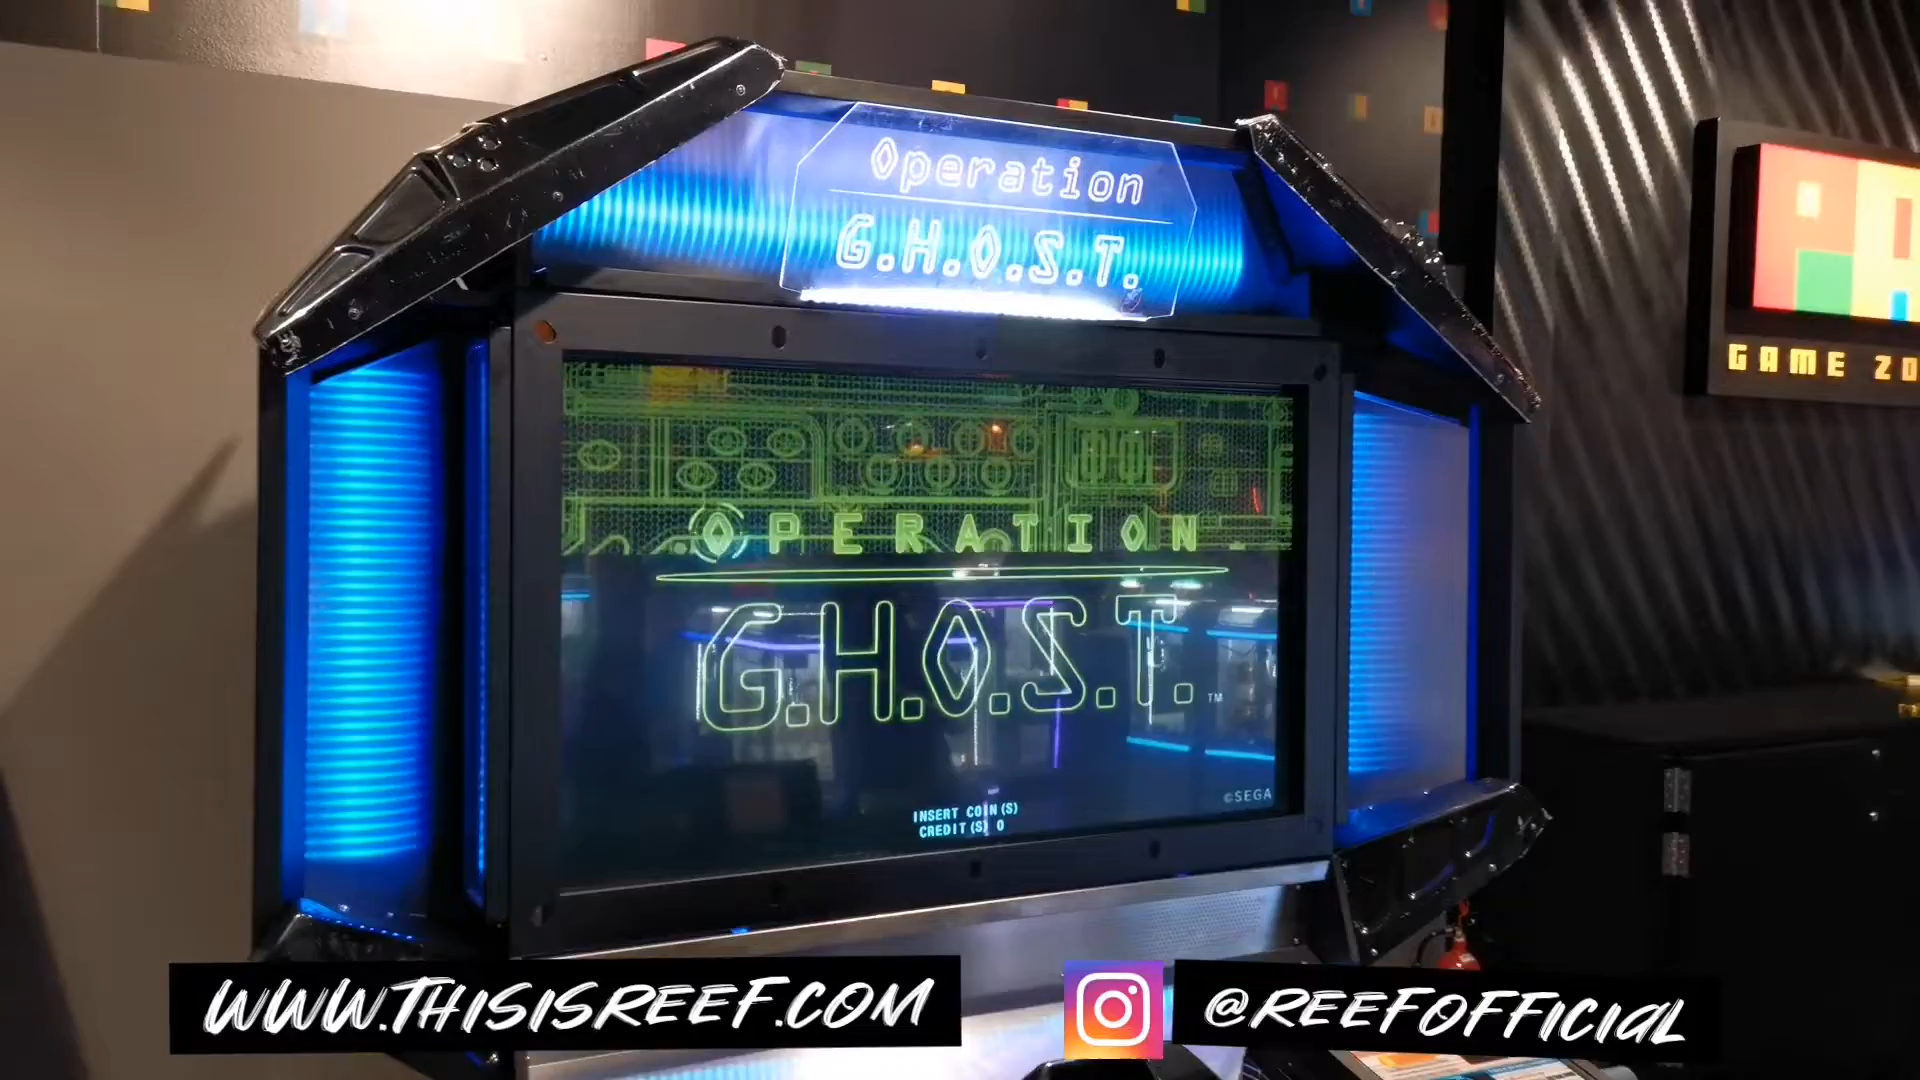 Operation
G.H.O.S.T.
GAME ZO
OPERATION
G.H.O.S.T.™
©SEGA
INSERT COIN(S)
CREDIT(S) 0
WWW.THISISREEF.COM
@REEFOFFICIAL